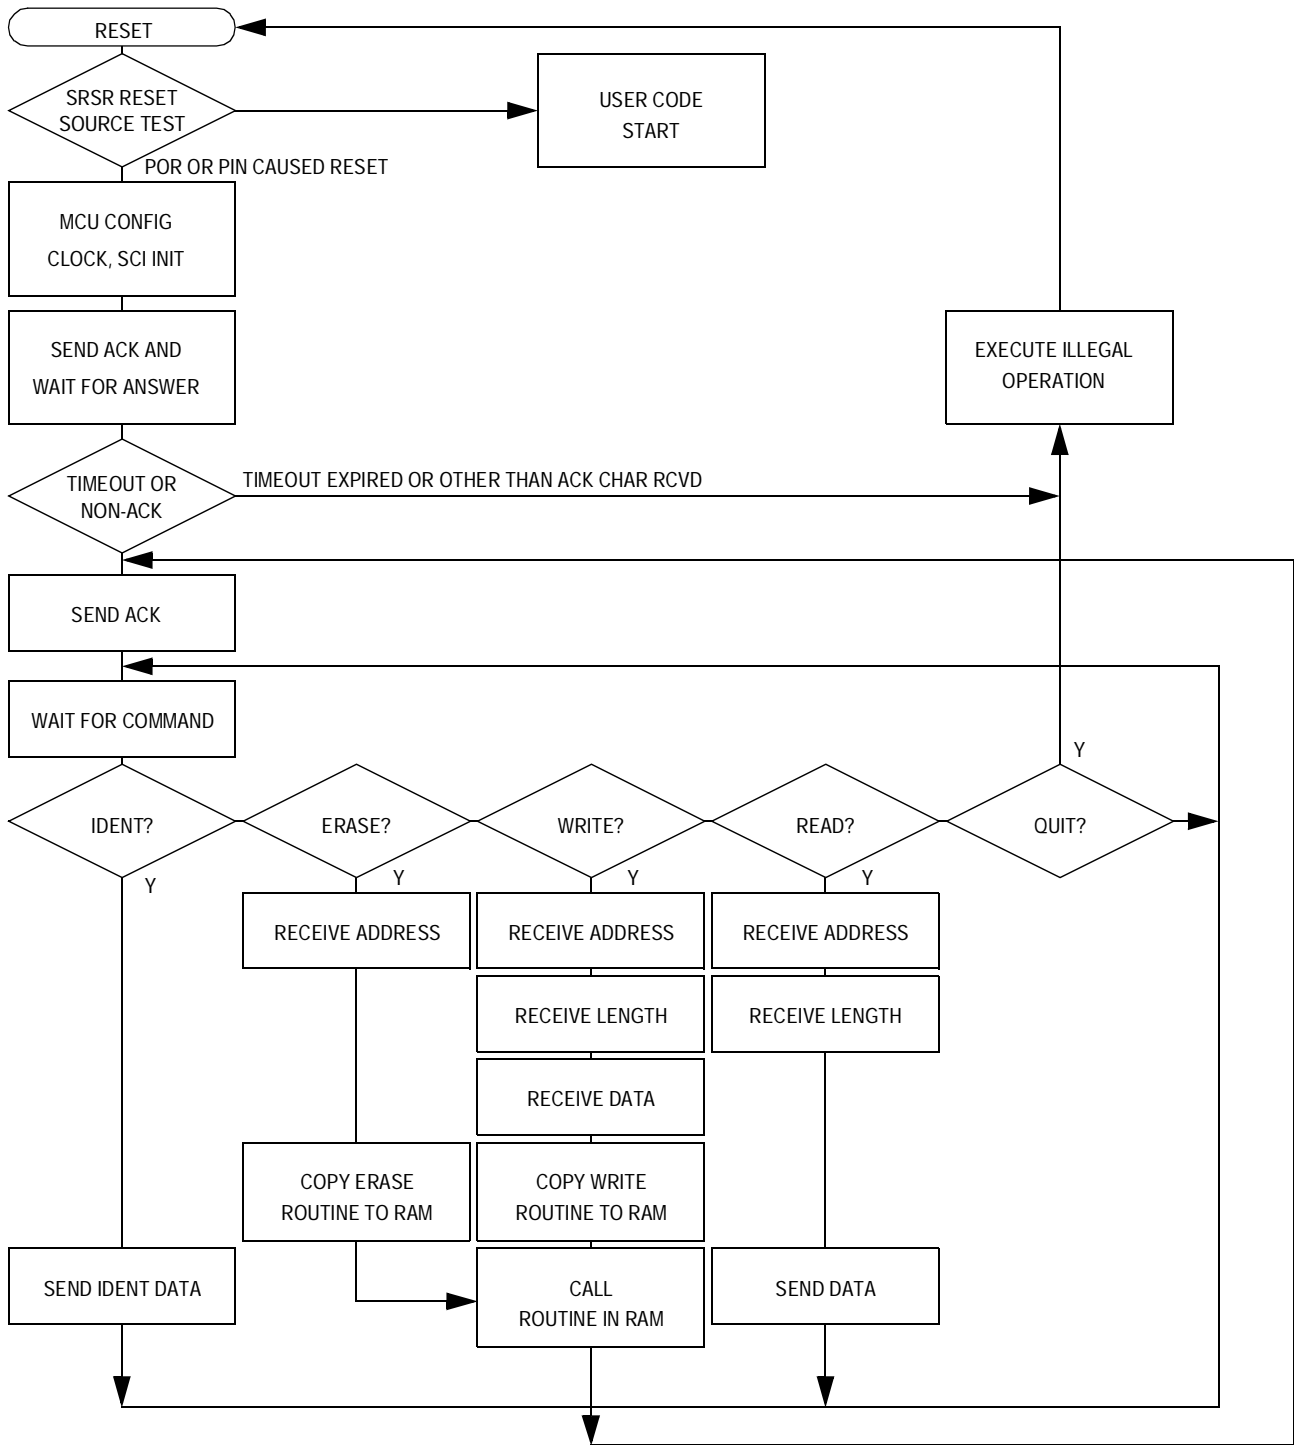 RESET
SRSR RESET
SOURCE TEST
USER CODE
START
POR OR PIN CAUSED RESET
MCU CONFIG
CLOCK, SCI INIT
SEND ACK AND
WAIT FOR ANSWER
EXECUTE ILLEGAL
OPERATION
TIMEOUT OR
NON-ACK
TIMEOUT EXPIRED OR OTHER THAN ACK CHAR RCVD
SEND ACK
WAIT FOR COMMAND
Y
IDENT?
ERASE?
WRITE?
READ?
QUIT?
Y
Y
Y
Y
RECEIVE ADDRESS
RECEIVE ADDRESS
RECEIVE ADDRESS
RECEIVE LENGTH
RECEIVE LENGTH
RECEIVE DATA
COPY ERASE
ROUTINE TO RAM
COPY WRITE
ROUTINE TO RAM
SEND IDENT DATA
CALL
ROUTINE IN RAM
SEND DATA